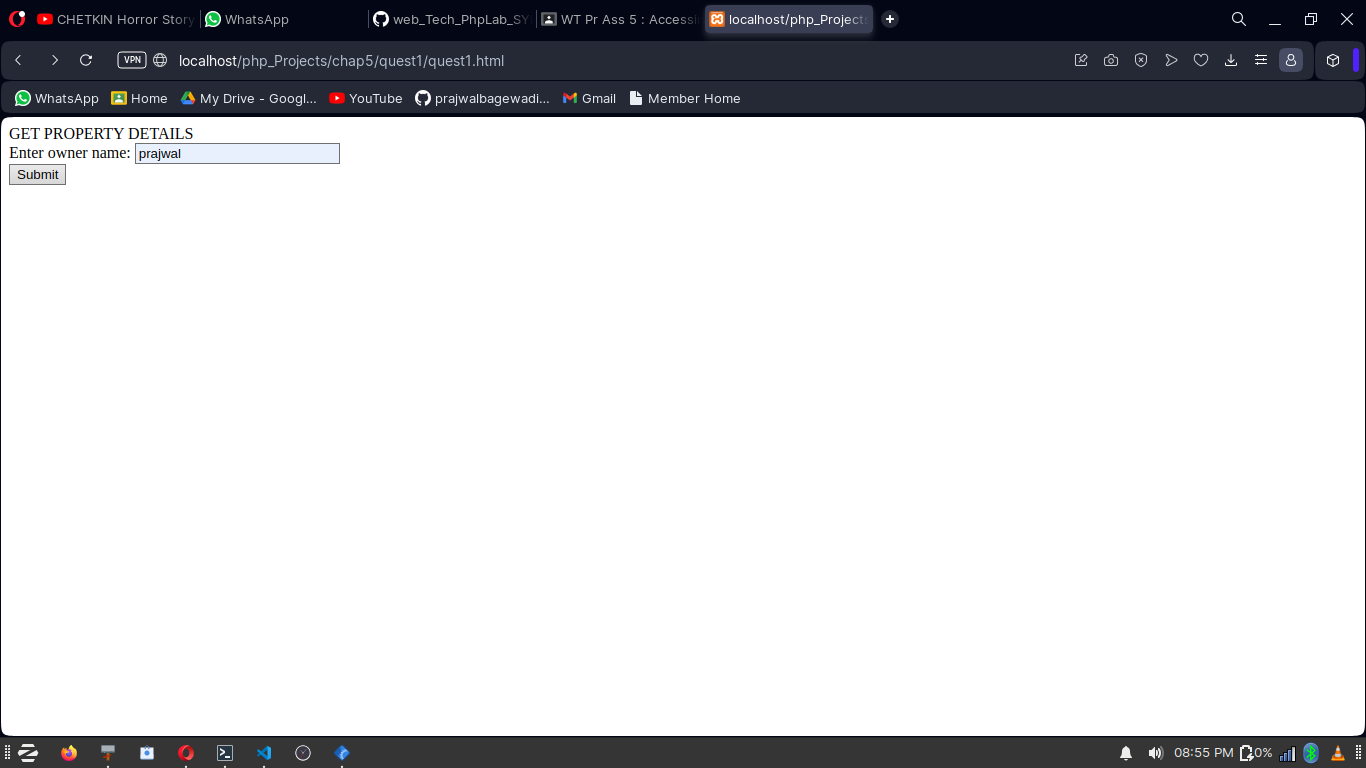 CHETKIN Horror Story
WhatsApp
web_Tech_PhpLab_SY
WT Pr Ass 5 : Accessi
localhost/php_Project
VPN
localhost/php_Projects/chap5/quest1/quest1.html
WhatsApp
Home
My Drive - Googl...
YouTube
prajwalbagewadi...
Gmail
Member Home
GET PROPERTY DETAILS
Enter owner name: prajwal
Submit
08:55 PM
0%